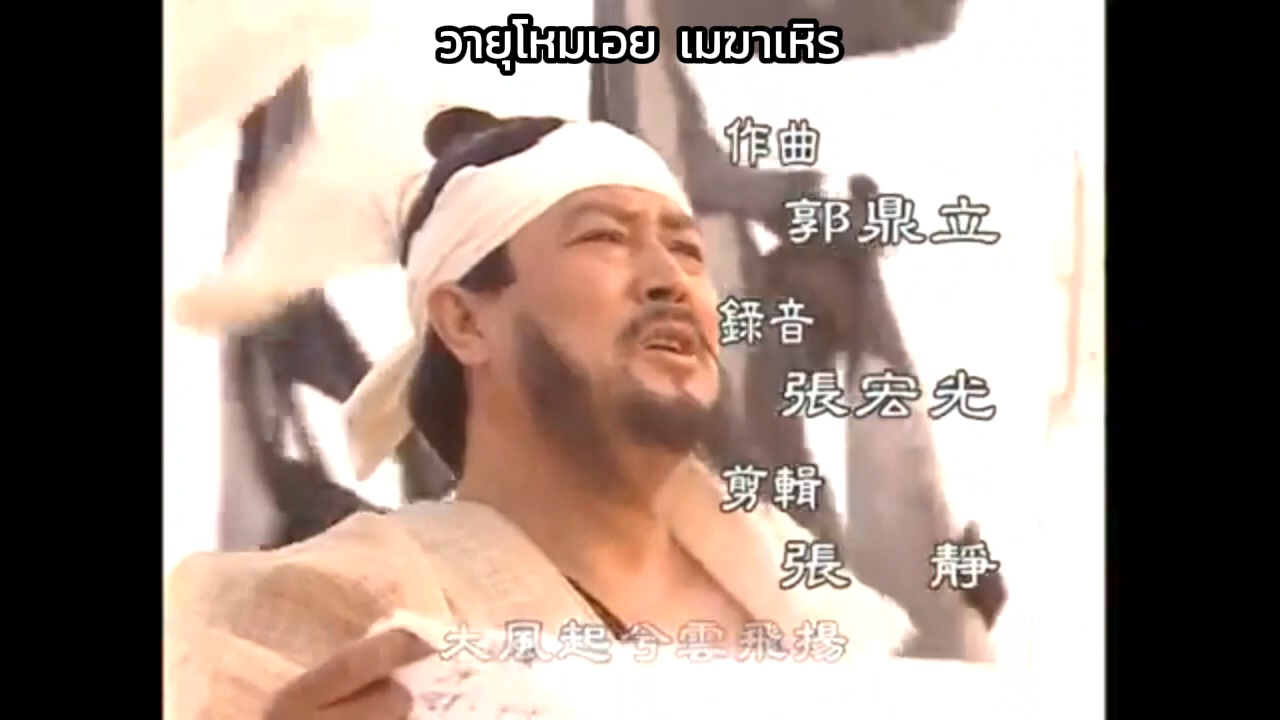 วายุโหมเอย เมฆาเหิร
作曲
郭鼎立
錄音
張宏光
剪輯
張　靜
大風起兮雲飛揚